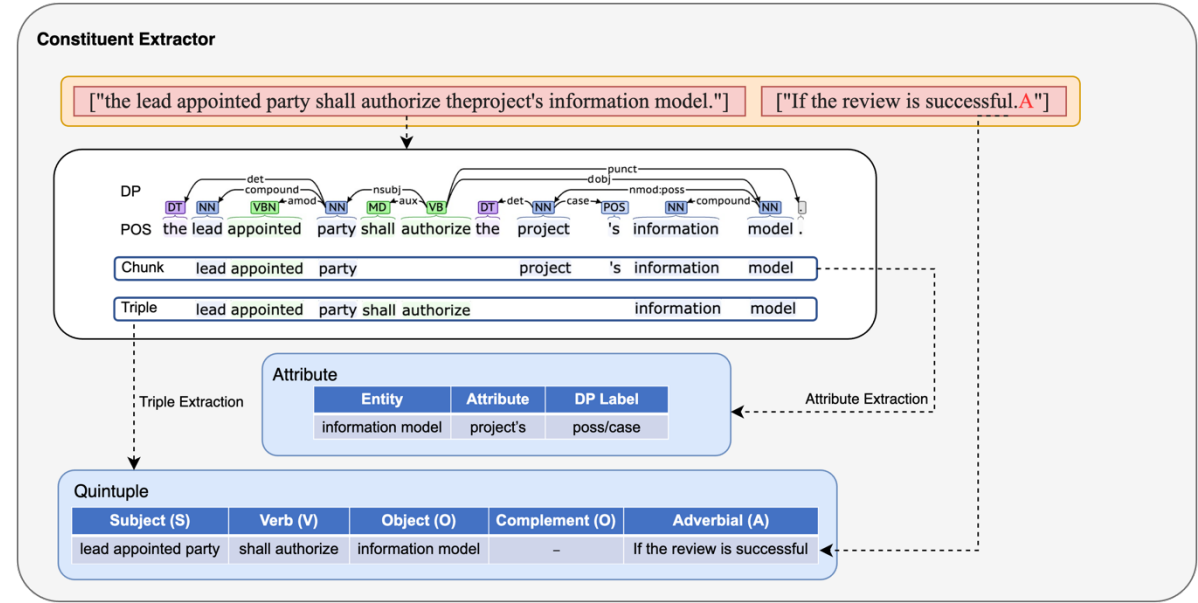 Constituent Extractor
["the lead appointed party shall authorize theproject's information model."] ["If the review is successful.A"]
punct
dobj
det
compound nsubj nmod:poss
amod aux det case compound
DP
DT NN VBN NN MD VB DT NN POS NN NN .
POS the lead appointed party shall authorize the project 's information model .
Chunk lead appointed party project 's information model
Triple lead appointed party shall authorize information model
Attribute
Entity Attribute DP Label
information model project's poss/case
Triple Extraction
Attribute Extraction
Quintuple
Subject (S) Verb (V) Object (O) Complement (O) Adverbial (A)
lead appointed party shall authorize information model – If the review is successful